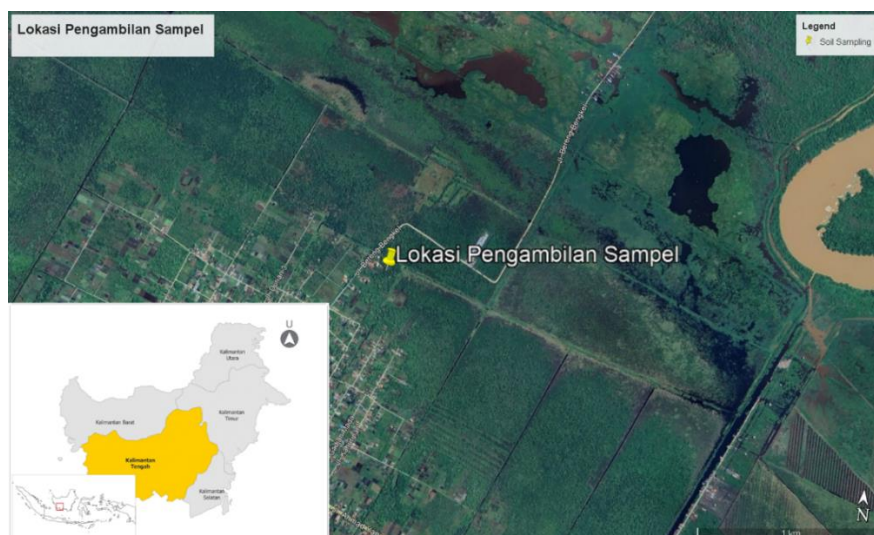 Lokasi Pengambilan Sampel
Legend
Soil Sampling
Lokasi Pengambilan Sampel
U
Kalimantan
Utara
Kalimantan Barat
Kalimantan
Timur
Kalimantan
Tengah
Kalimantan
Selatan
N
1 km